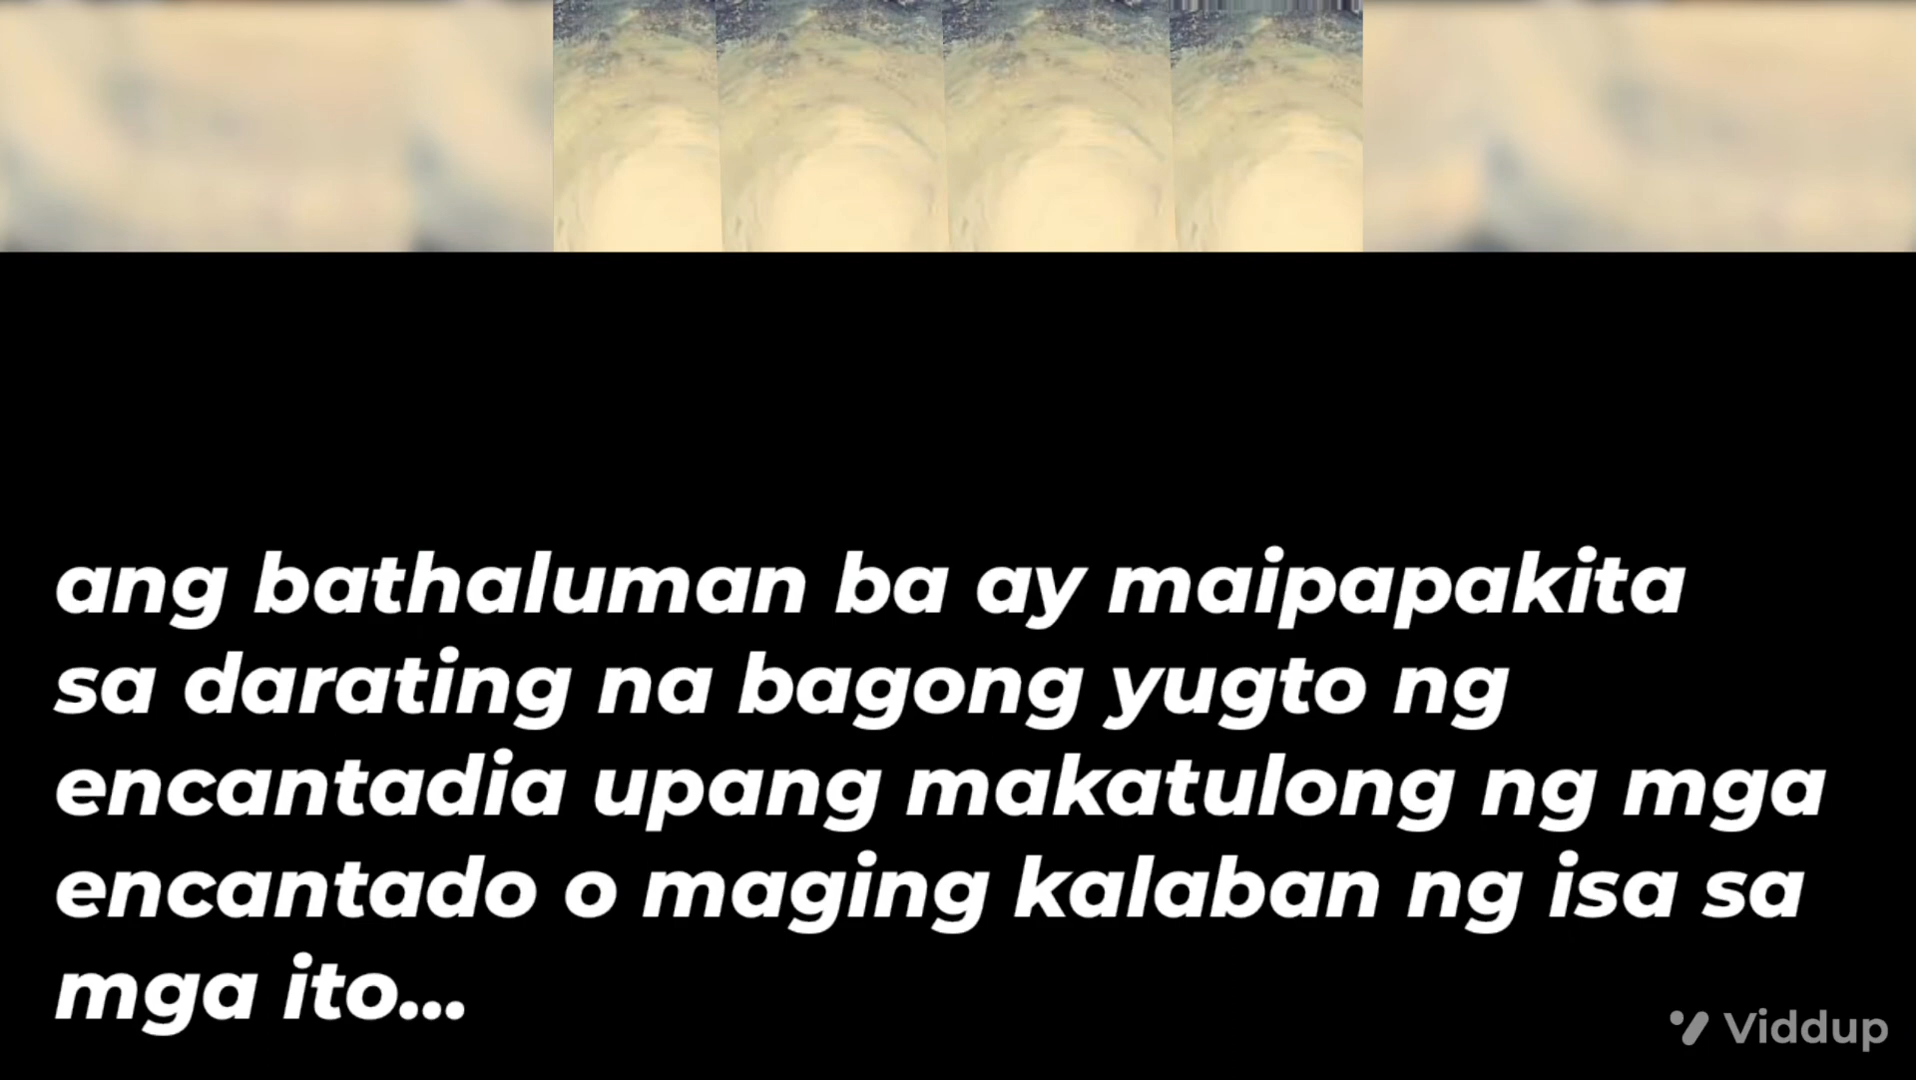 ang bathaluman ba ay maipapakita
sa darating na bagong yugto ng
encantadia upang makatulong ng mga
encantado o maging kalaban ng isa sa
mga ito...
Viddup